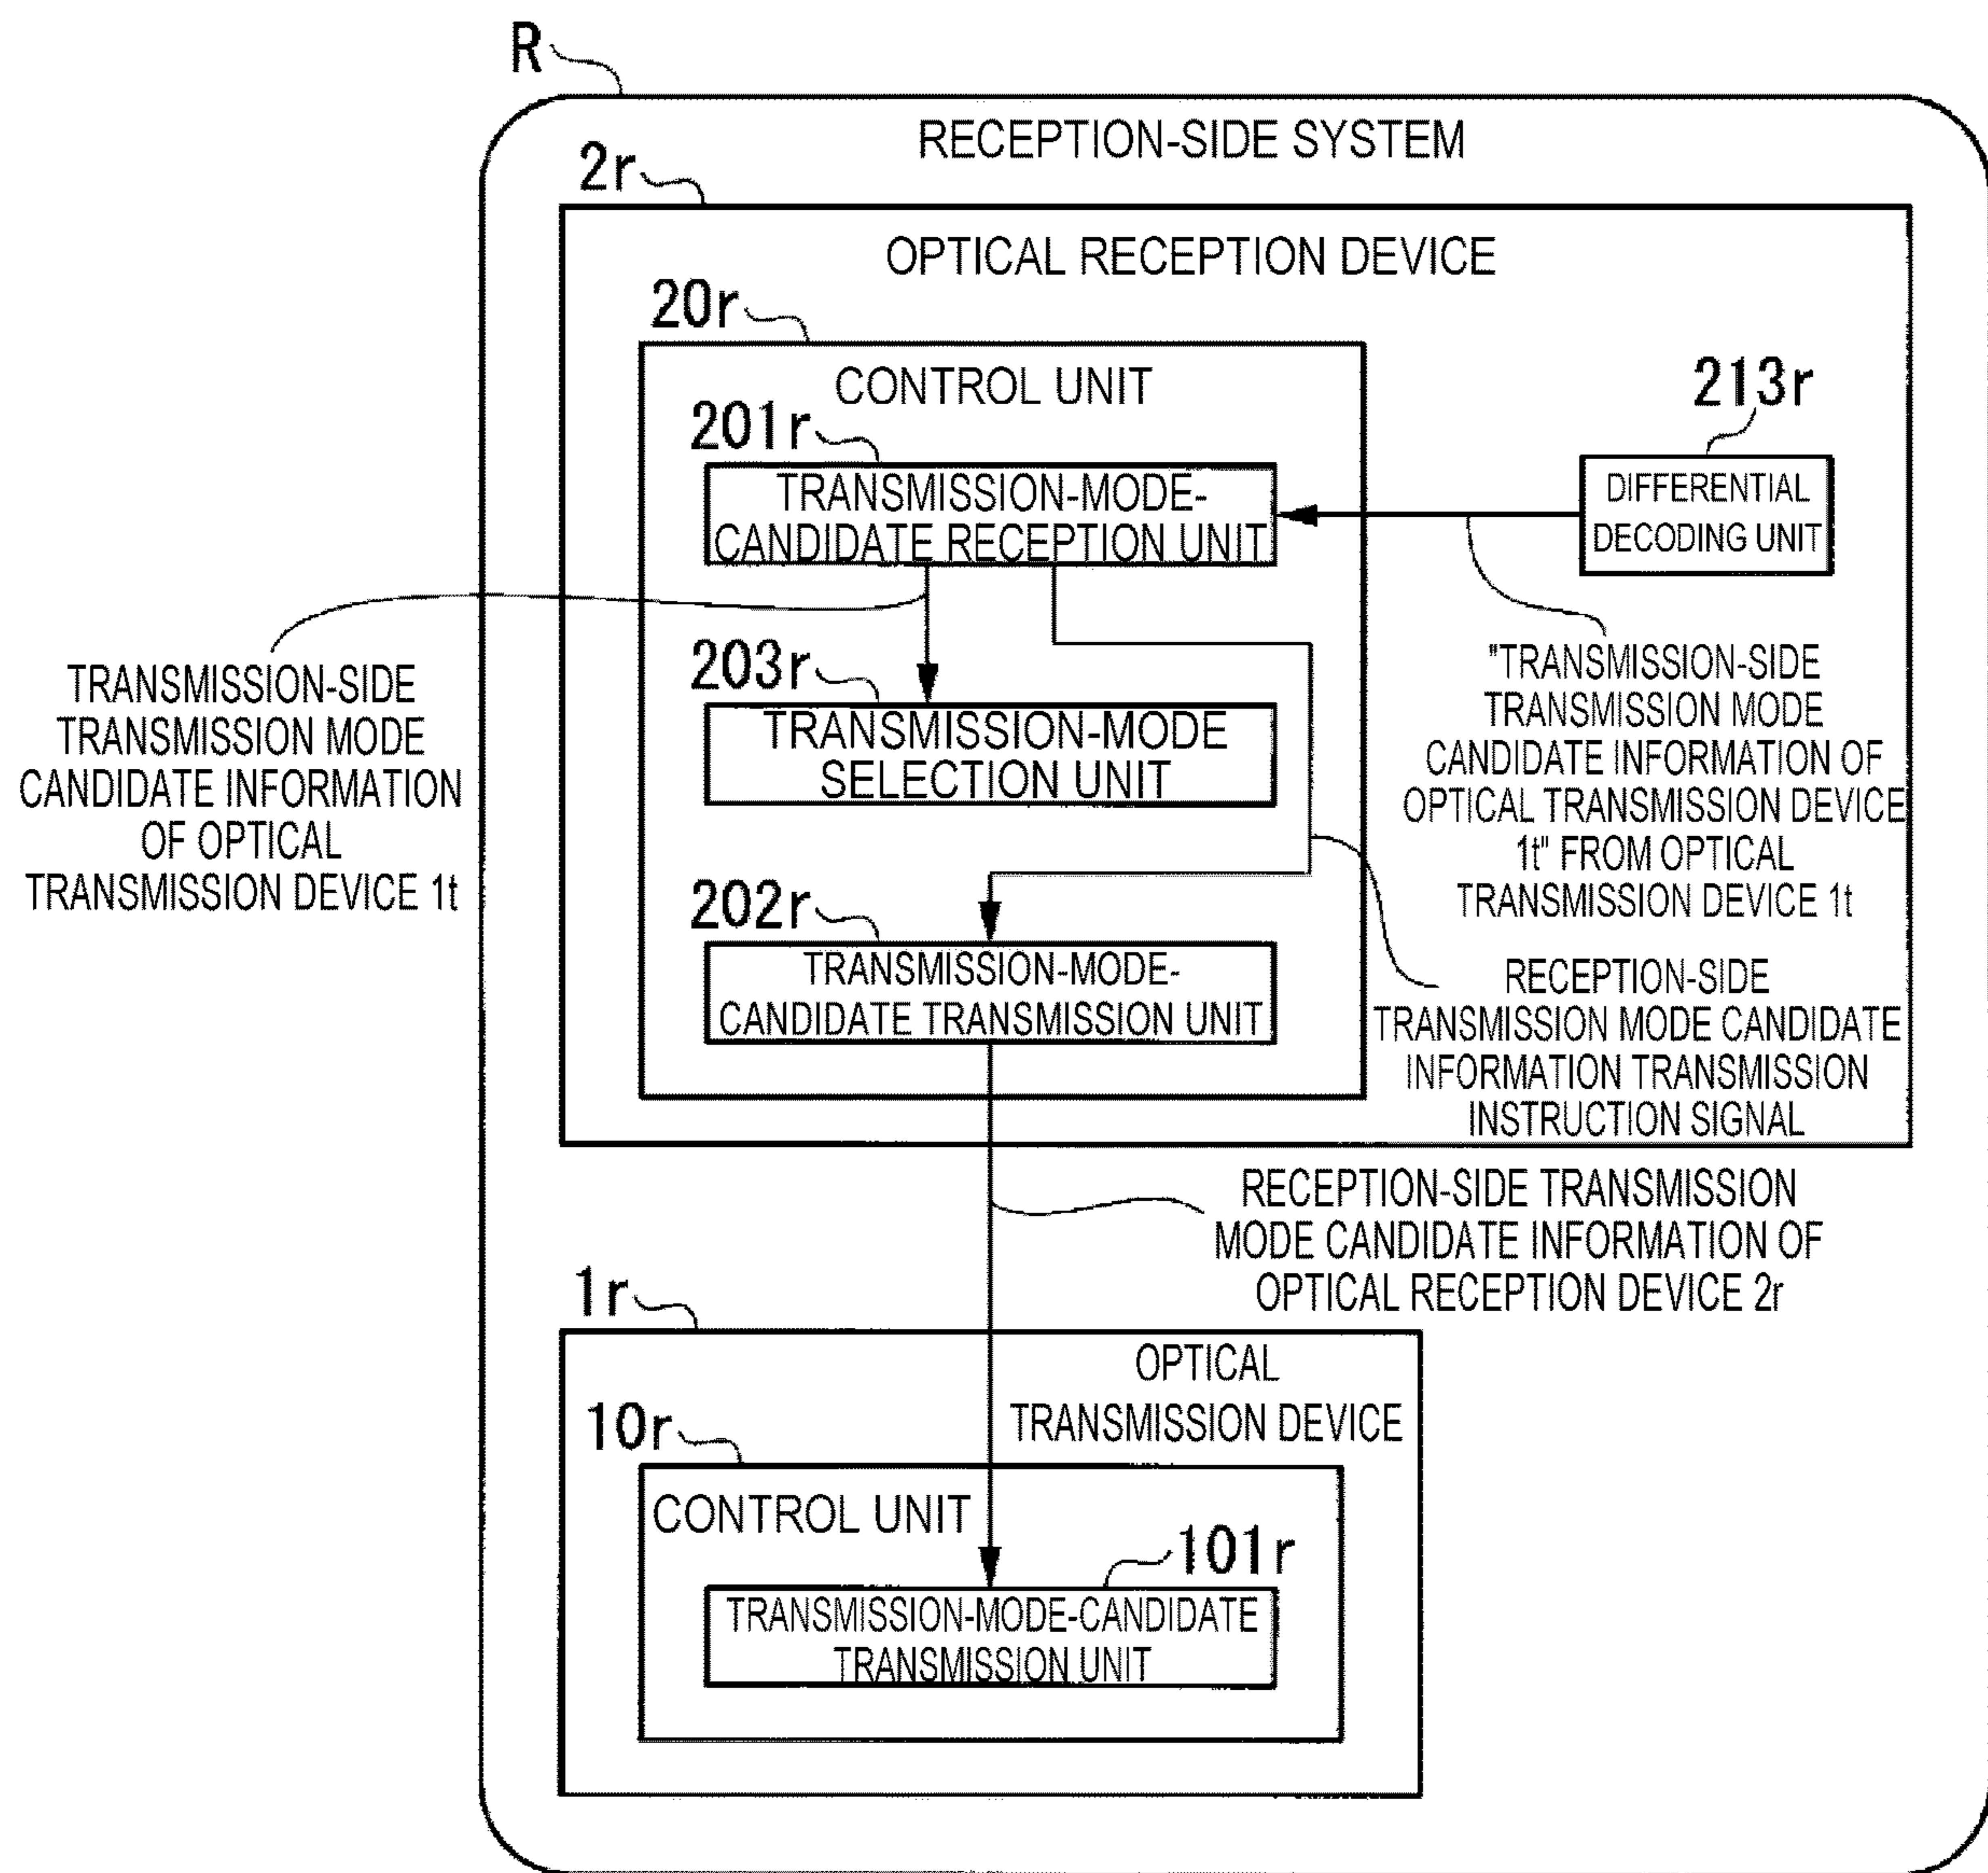 R
RECEPTION-SIDE SYSTEM
2r
OPTICAL RECEPTION DEVICE
20r
CONTROL UNIT
213r
201r
TRANSMISSION-MODE-
CANDIDATE RECEPTION UNIT
DIFFERENTIAL
DECODING UNIT
TRANSMISSION-SIDE
TRANSMISSION MODE
CANDIDATE INFORMATION
OF OPTICAL
TRANSMISSION DEVICE 1t
203r
TRANSMISSION-MODE
SELECTION UNIT
"TRANSMISSION-SIDE
TRANSMISSION MODE
CANDIDATE INFORMATION OF
OPTICAL TRANSMISSION DEVICE
1t" FROM OPTICAL
TRANSMISSION DEVICE 1t
202r
TRANSMISSION-MODE-
CANDIDATE TRANSMISSION UNIT
RECEPTION-SIDE
TRANSMISSION MODE CANDIDATE
INFORMATION TRANSMISSION
INSTRUCTION SIGNAL
RECEPTION-SIDE TRANSMISSION
MODE CANDIDATE INFORMATION OF
OPTICAL RECEPTION DEVICE 2r
1r
OPTICAL
TRANSMISSION DEVICE
10r
CONTROL UNIT
101r
TRANSMISSION-MODE-CANDIDATE
TRANSMISSION UNIT